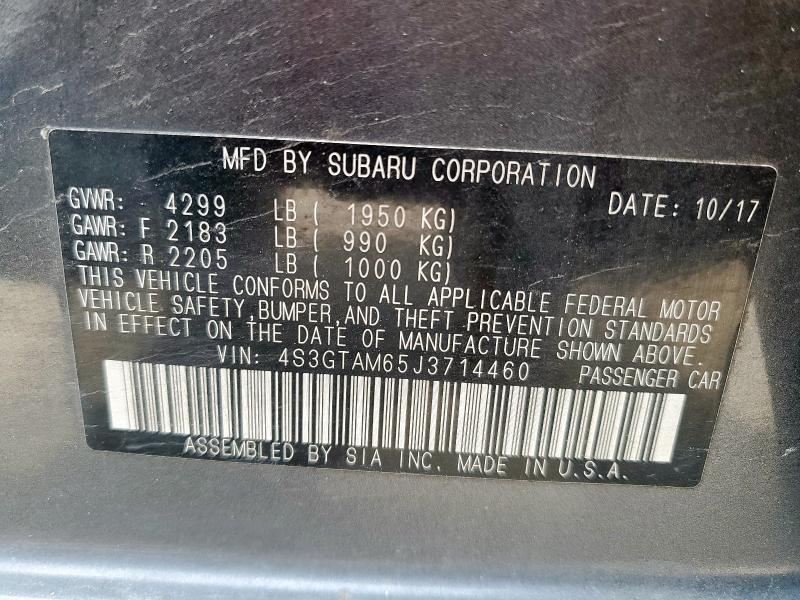 MFD BY SUBARU CORPORATION
GVWR: 4299 LB ( 1950 KG) DATE: 10/17
GAWR: F 2183 LB ( 990 KG)
GAWR: R 2205 LB ( 1000 KG)
THIS VEHICLE CONFORMS TO ALL APPLICABLE FEDERAL MOTOR
VEHICLE SAFETY,BUMPER,AND THEFT PREVENTION STANDARDS
IN EFFECT ON THE DATE OF MANUFACTURE SHOWN ABOVE.
VIN: 4S3GTAM65J3714460 PASSENGER CAR
ASSEMBLED BY SIA INC. MADE IN U.S.A.